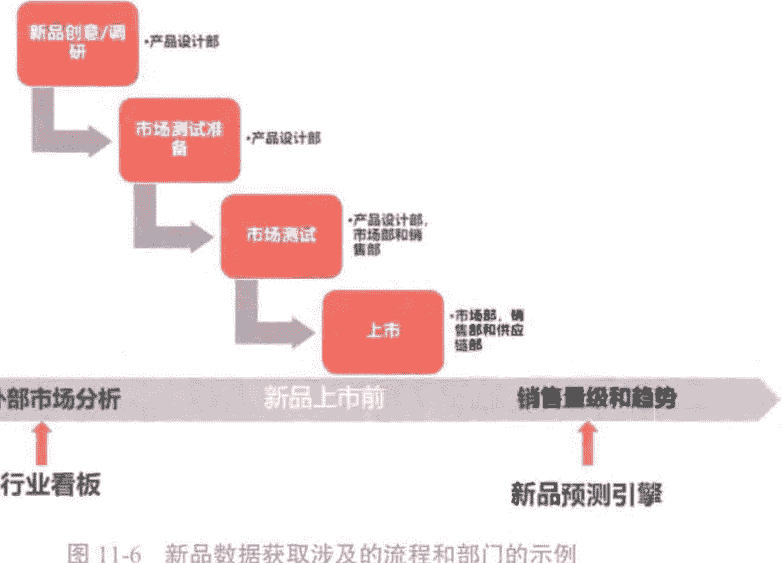 新品创意/调
研
•产品设计部
市场测试准
备
•产品设计部
市场测试
•产品设计部,
市场部和销
售部
上市
•市场部,销
售部和供应
链部
部市场分析
新品上市前
销售量级和趋势
行业看板
新品预测引擎
图 11-6 新品数据获取涉及的流程和部门的示例